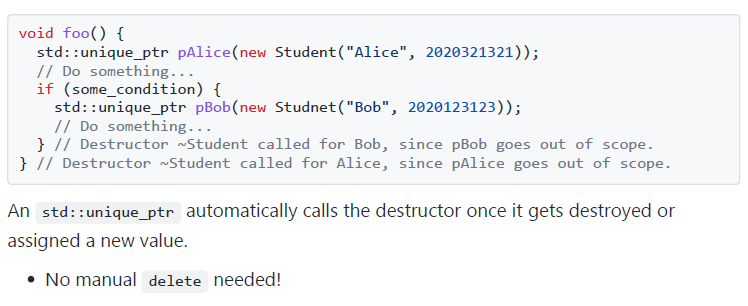 void foo() {
  std::unique_ptr pAlice(new Student("Alice", 2020321321));
  // Do something...
  if (some_condition) {
    std::unique_ptr pBob(new Studnet("Bob", 2020123123));
    // Do something...
  } // Destructor ~Student called for Bob, since pBob goes out of scope.
} // Destructor ~Student called for Alice, since pAlice goes out of scope.
An std::unique_ptr automatically calls the destructor once it gets destroyed or
assigned a new value.
• No manual delete needed!